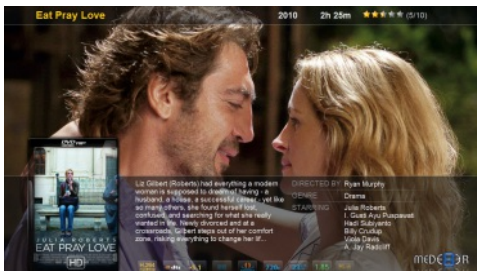 Eat Pray Love 2010 2h 25m (5/10)
Liz Gilbert (Roberts) had everything a modern
woman is supposed to dream of having - a
husband, a house, a successful career - yet like
so many others, she found herself lost,
confused, and searching for what she really
wanted in life. Newly divorced and at a
crossroads, Gilbert steps out of her comfort
zone, risking everything to change her lif...
DIRECTED BY Ryan Murphy
GENRE Drama
STARRING Julia Roberts
I. Gusti Ayu Puspawati
Hadi Subiyanto
Billy Crudup
Viola Davis
A. Jay Radcliff
JULIA ROBERTS
EAT PRAY LOVE
HD
MEDE8ER